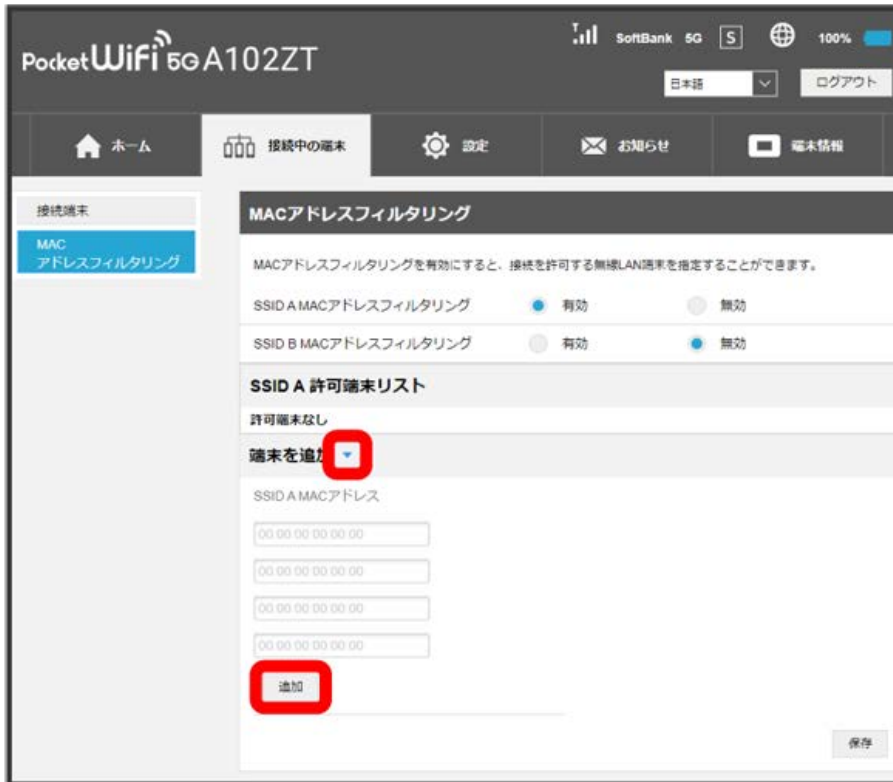 PocketWiFi 5G A102ZT
SoftBank 5G S 100%
日本語 ログアウト
ホーム 接続中の端末 設定 お知らせ 端末情報
接続端末
MAC
アドレスフィルタリング
MACアドレスフィルタリング
MACアドレスフィルタリングを有効にすると、接続を許可する無線LAN端末を指定することができます。
SSID A MACアドレスフィルタリング 有効 無効
SSID B MACアドレスフィルタリング 有効 無効
SSID A 許可端末リスト
許可端末なし
端末を追加
SSID A MACアドレス
00:00:00:00:00:00
00:00:00:00:00:00
00:00:00:00:00:00
00:00:00:00:00:00
追加
保存